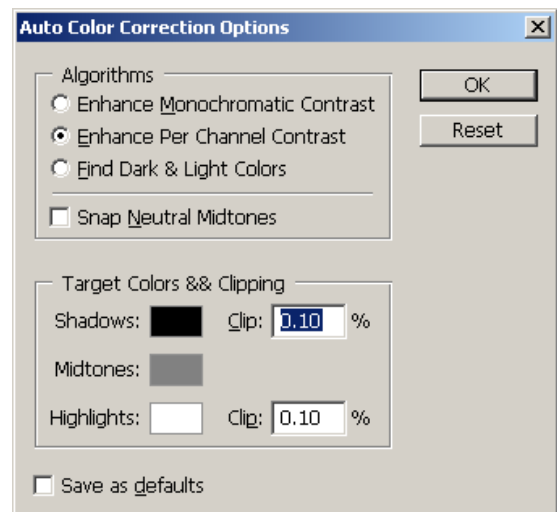 Auto Color Correction Options
Algorithms
Enhance Monochromatic Contrast
Enhance Per Channel Contrast
Find Dark & Light Colors
Snap Neutral Midtones
OK
Reset
Target Colors && Clipping
Shadows: Clip: 0.10 %
Midtones:
Highlights: Clip: 0.10 %
Save as defaults